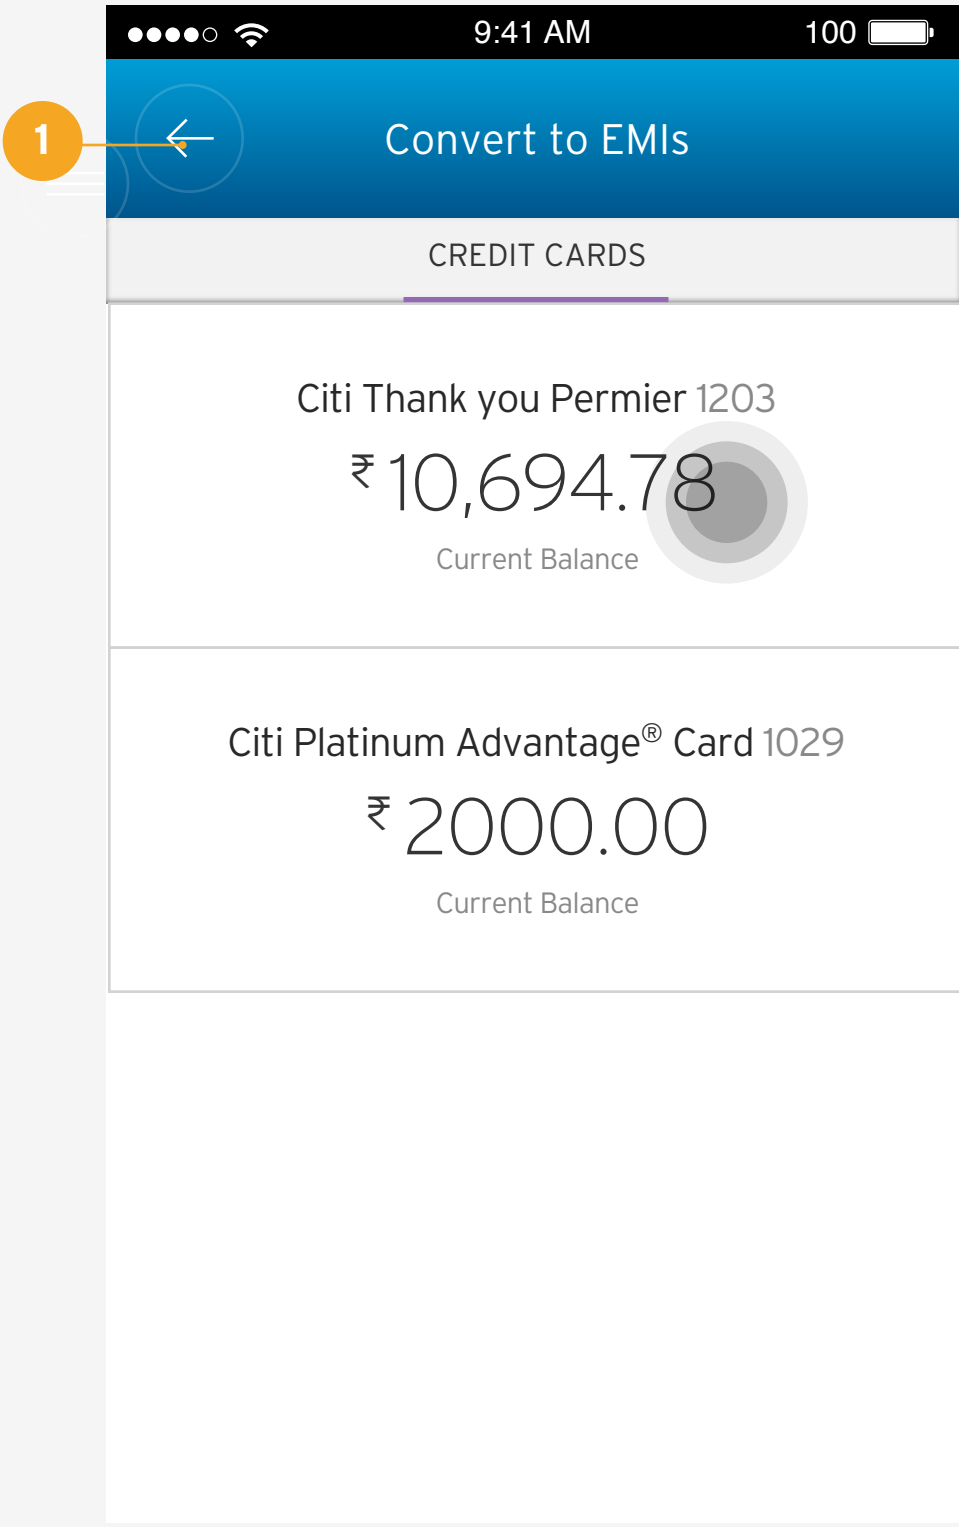 9:41 AM 100
1
Convert to EMIs
CREDIT CARDS
Citi Thank you Permier 1203
₹ 10,694.78
Current Balance
Citi Platinum Advantage® Card 1029
₹ 2000.00
Current Balance